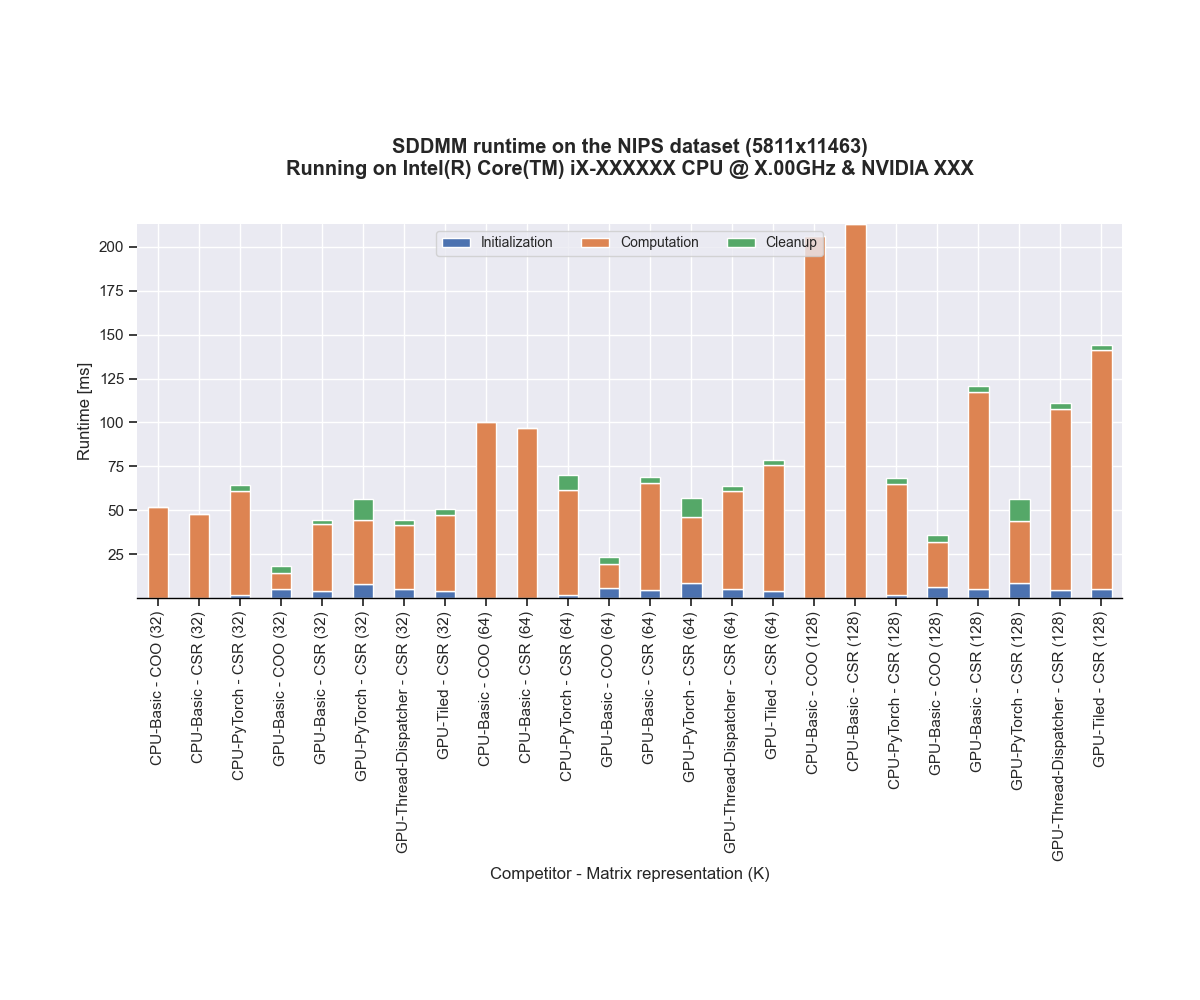 SDDMM runtime on the NIPS dataset (5811x11463)
Running on Intel(R) Core(TM) iX-XXXXXX CPU @ X.00GHz & NVIDIA XXX
Initialization
Computation
Cleanup
Runtime [ms]
200
175
150
125
100
75
50
25
CPU-Basic - COO (32)
CPU-Basic - CSR (32)
CPU-PyTorch - CSR (32)
GPU-Basic - COO (32)
GPU-Basic - CSR (32)
GPU-PyTorch - CSR (32)
GPU-Thread-Dispatcher - CSR (32)
GPU-Tiled - CSR (32)
CPU-Basic - COO (64)
CPU-Basic - CSR (64)
CPU-PyTorch - CSR (64)
GPU-Basic - COO (64)
GPU-Basic - CSR (64)
GPU-PyTorch - CSR (64)
GPU-Thread-Dispatcher - CSR (64)
GPU-Tiled - CSR (64)
CPU-Basic - COO (128)
CPU-Basic - CSR (128)
CPU-PyTorch - CSR (128)
GPU-Basic - COO (128)
GPU-Basic - CSR (128)
GPU-PyTorch - CSR (128)
GPU-Thread-Dispatcher - CSR (128)
GPU-Tiled - CSR (128)
Competitor - Matrix representation (K)